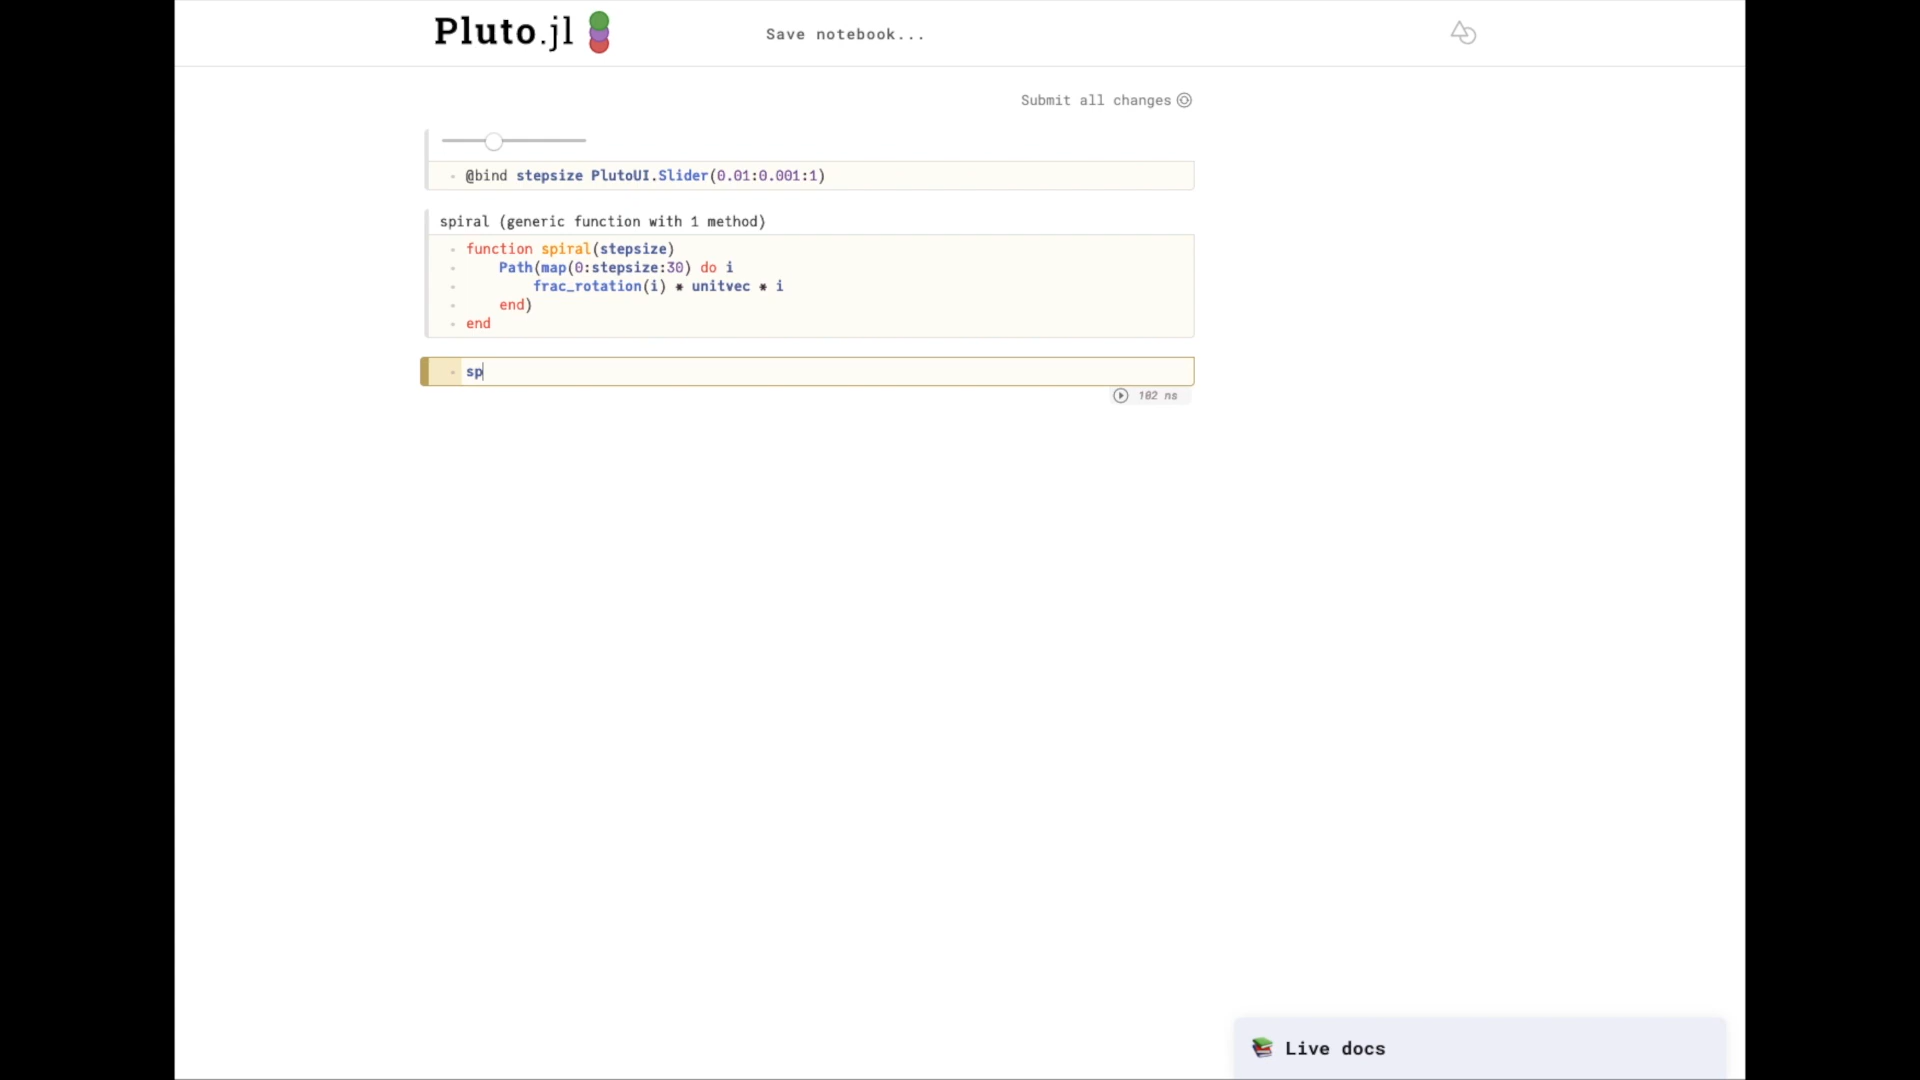 Pluto.jl
Save notebook...
Submit all changes
@bind stepsize PlutoUI.Slider(0.01:0.001:1)
spiral (generic function with 1 method)
function spiral(stepsize)
    Path(map(0:stepsize:30) do i
        frac_rotation(i) * unitvec * i
    end)
end
sp
182 ns
Live docs